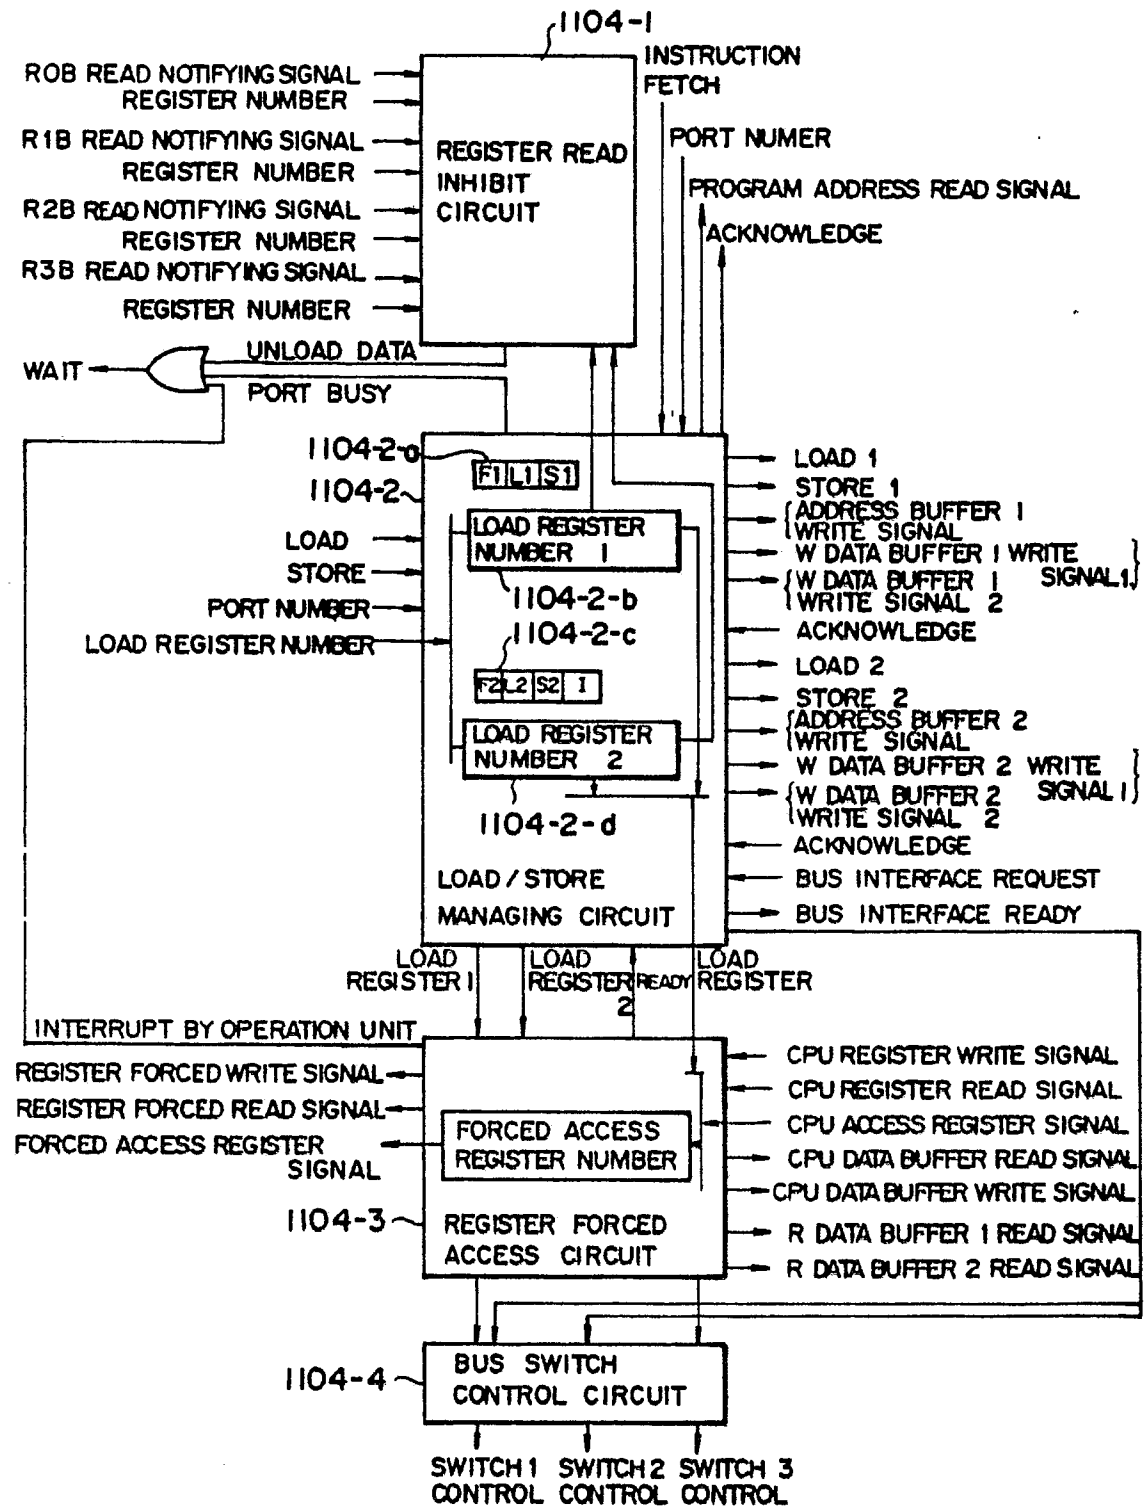 1104-1
INSTRUCTION
FETCH
PORT NUMER
PROGRAM ADDRESS READ SIGNAL
ACKNOWLEDGE
R0B READ NOTIFYING SIGNAL
REGISTER NUMBER
R1B READ NOTIFYING SIGNAL
REGISTER NUMBER
R2B READ NOTIFYING SIGNAL
REGISTER NUMBER
R3B READ NOTIFYING SIGNAL
REGISTER NUMBER
REGISTER READ
INHIBIT
CIRCUIT
UNLOAD DATA
WAIT
PORT BUSY
1104-2-a
F1 L1 S1
1104-2
LOAD REGISTER
NUMBER 1
1104-2-b
1104-2-c
F2 L2 S2 I
LOAD REGISTER
NUMBER 2
1104-2-d
LOAD/STORE
MANAGING CIRCUIT
LOAD
STORE
PORT NUMBER
LOAD REGISTER NUMBER
LOAD 1
STORE 1
ADDRESS BUFFER 1
WRITE SIGNAL
W DATA BUFFER 1 WRITE
SIGNAL 1
W DATA BUFFER 1
WRITE SIGNAL 2
ACKNOWLEDGE
LOAD 2
STORE 2
ADDRESS BUFFER 2
WRITE SIGNAL
W DATA BUFFER 2 WRITE
SIGNAL 1
W DATA BUFFER 2
WRITE SIGNAL 2
ACKNOWLEDGE
BUS INTERFACE REQUEST
BUS INTERFACE READY
LOAD
REGISTER 1
LOAD
REGISTER
2
READY
LOAD
REGISTER
INTERRUPT BY OPERATION UNIT
REGISTER FORCED WRITE SIGNAL
REGISTER FORCED READ SIGNAL
FORCED ACCESS REGISTER
SIGNAL
1104-3
FORCED ACCESS
REGISTER NUMBER
REGISTER FORCED
ACCESS CIRCUIT
CPU REGISTER WRITE SIGNAL
CPU REGISTER READ SIGNAL
CPU ACCESS REGISTER SIGNAL
CPU DATA BUFFER READ SIGNAL
CPU DATA BUFFER WRITE SIGNAL
R DATA BUFFER 1 READ SIGNAL
R DATA BUFFER 2 READ SIGNAL
1104-4
BUS SWITCH
CONTROL CIRCUIT
SWITCH 1
CONTROL
SWITCH 2
CONTROL
SWITCH 3
CONTROL